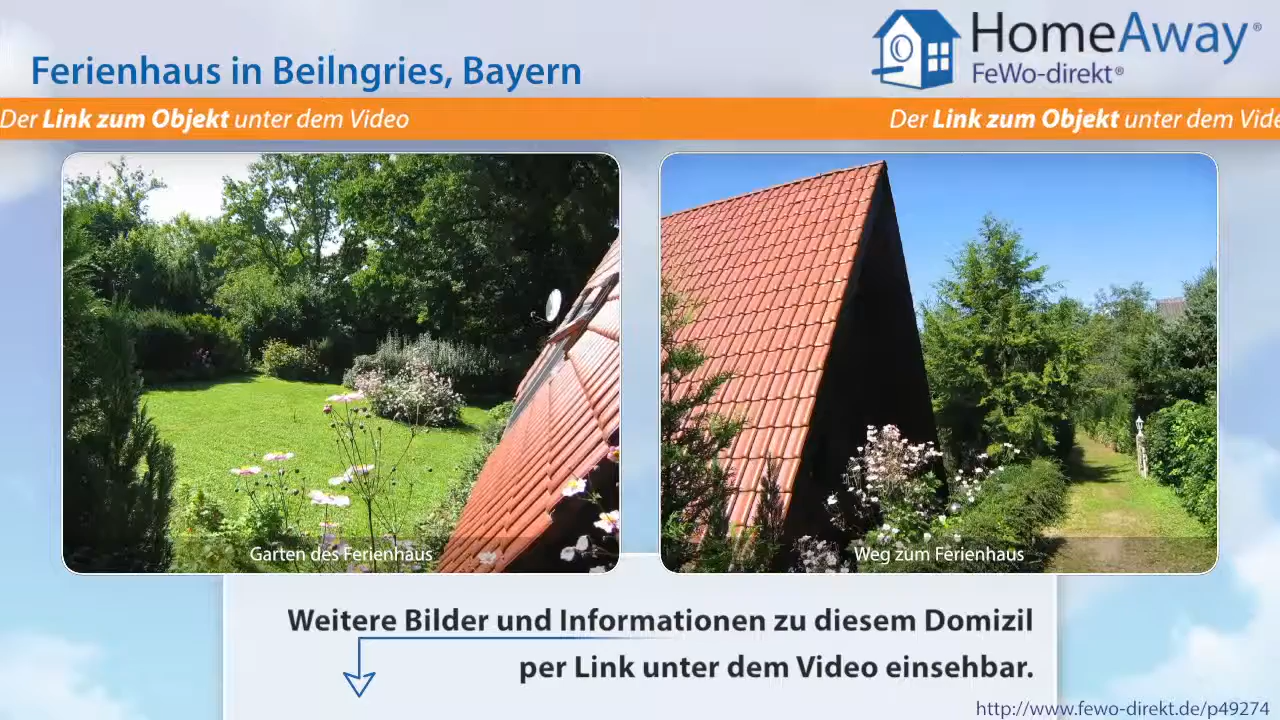 Ferienhaus in Beilngries, Bayern
HomeAway®
FeWo-direkt®
Der Link zum Objekt unter dem Video
Der Link zum Objekt unter dem Vide
Garten des Ferienhaus
Weg zum Ferienhaus
Weitere Bilder und Informationen zu diesem Domizil
per Link unter dem Video einsehbar.
http://www.fewo-direkt.de/p49274